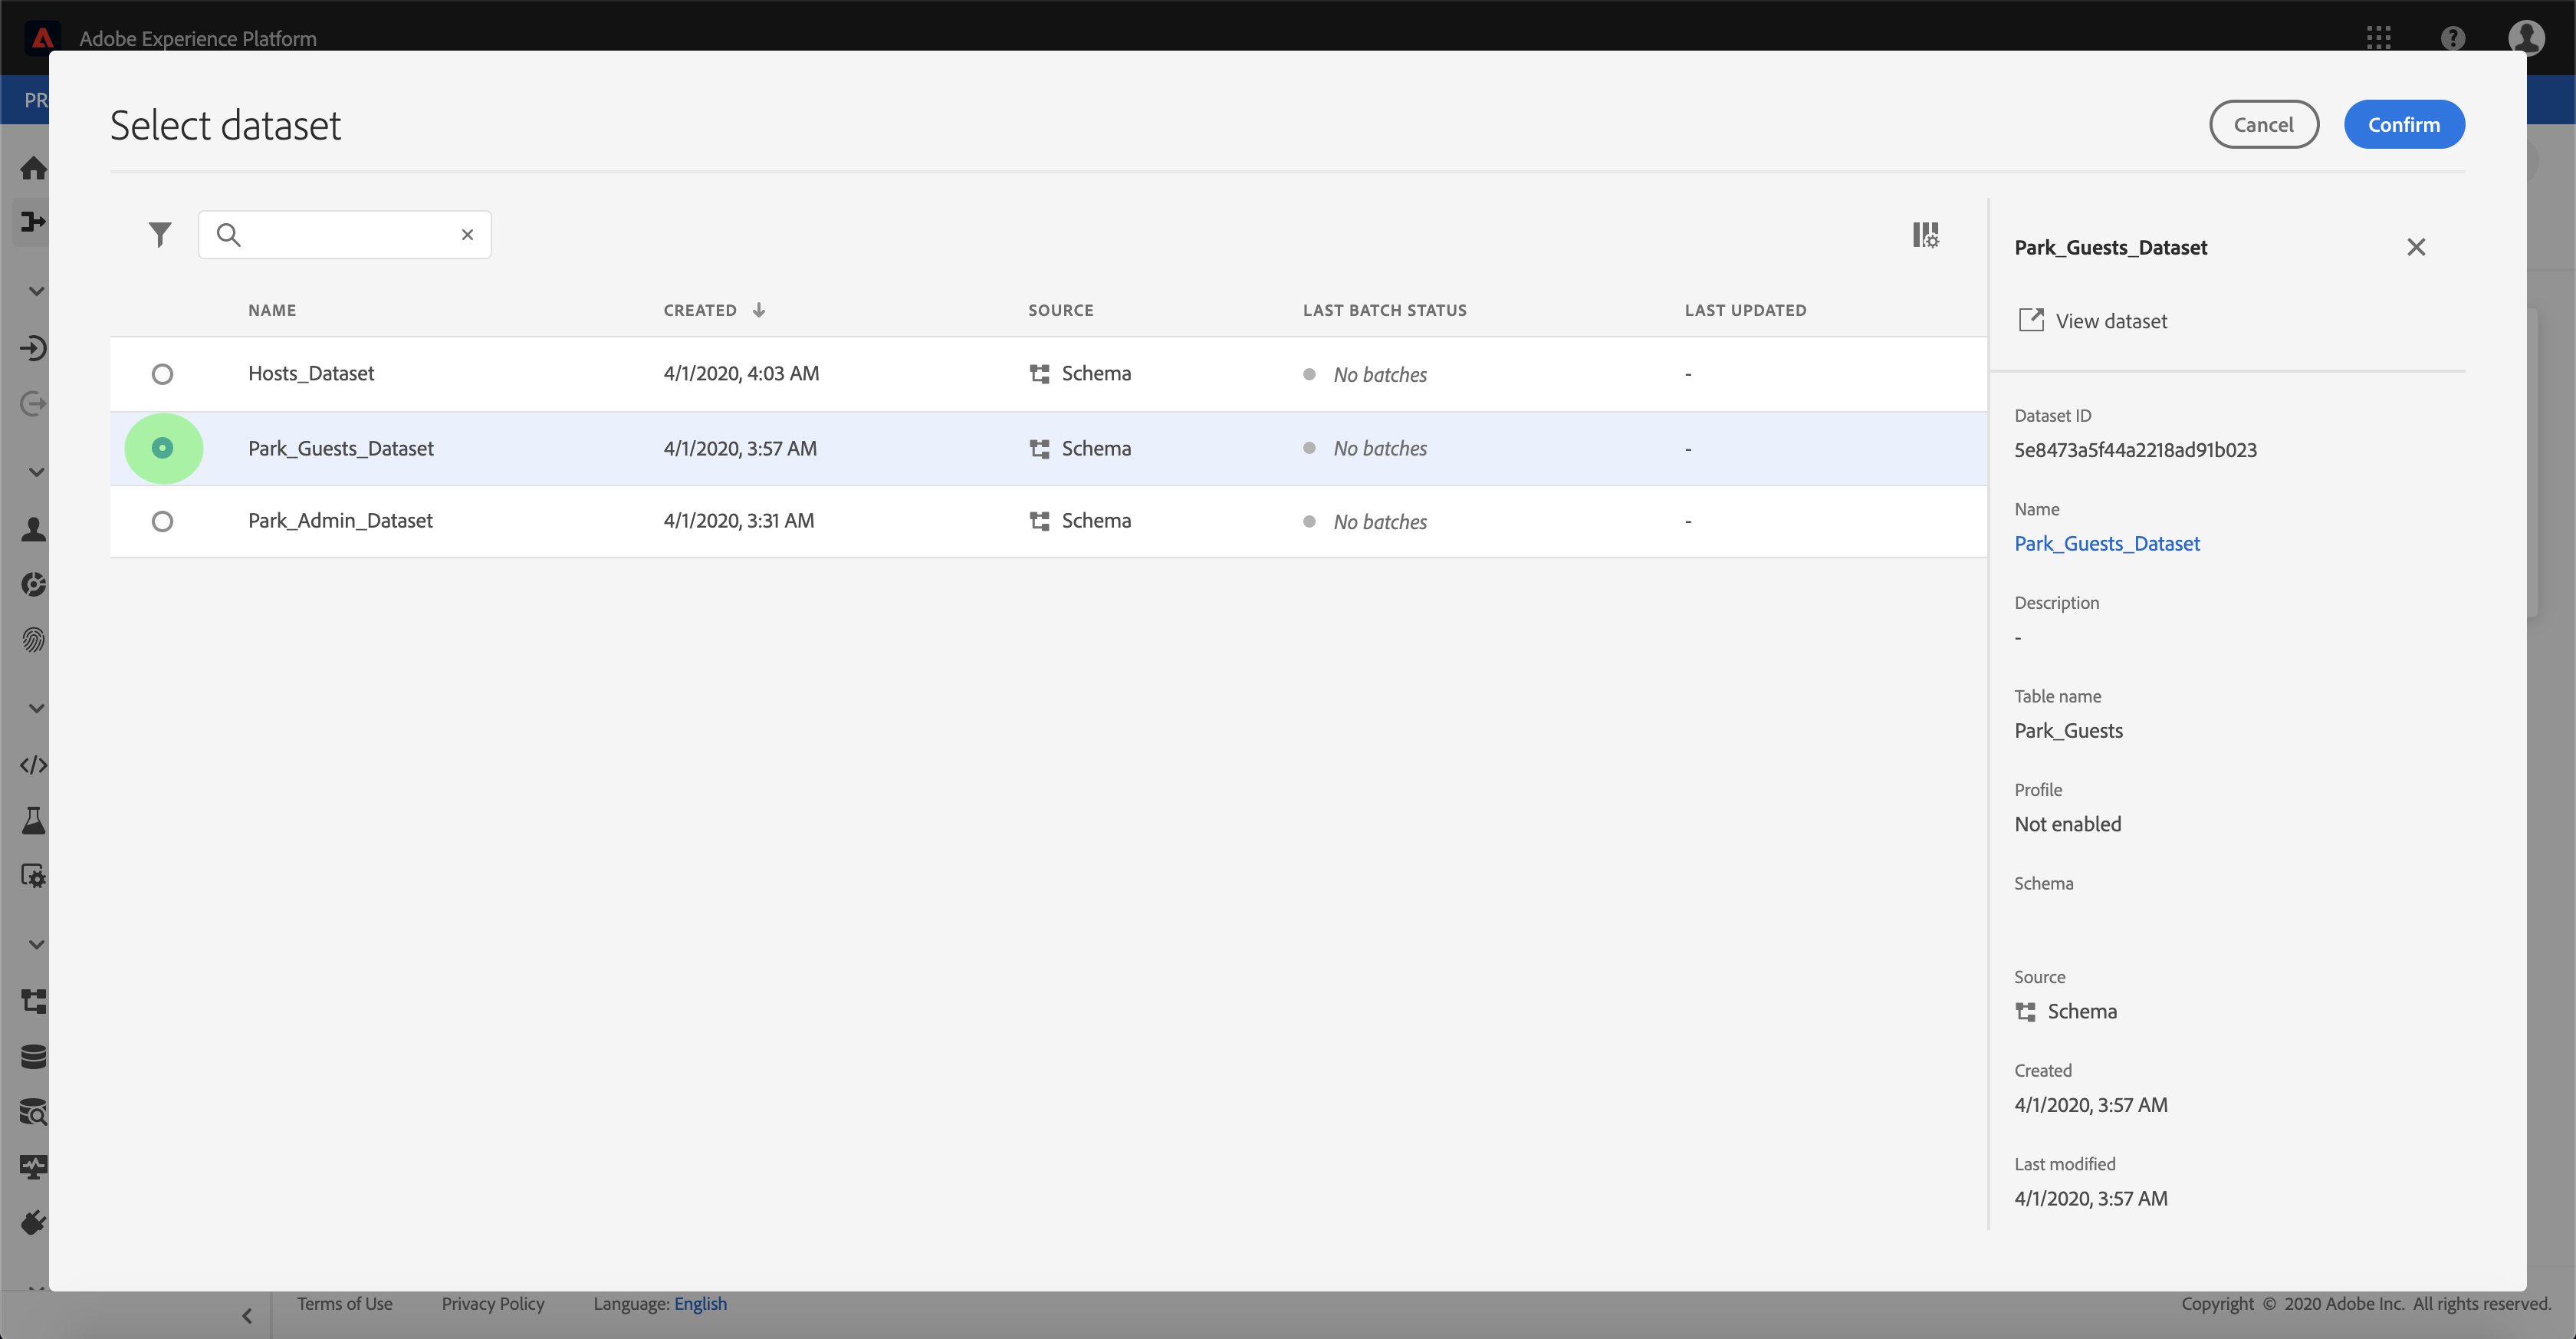 Adobe Experience Platform
PR
Select dataset
Cancel
Confirm
NAME CREATED SOURCE LAST BATCH STATUS LAST UPDATED
Hosts_Dataset 4/1/2020, 4:03 AM Schema No batches -
Park_Guests_Dataset 4/1/2020, 3:57 AM Schema No batches -
Park_Admin_Dataset 4/1/2020, 3:31 AM Schema No batches -
Park_Guests_Dataset
View dataset
Dataset ID
5e8473a5f44a2218ad91b023
Name
Park_Guests_Dataset
Description
-
Table name
Park_Guests
Profile
Not enabled
Schema
Source
Schema
Created
4/1/2020, 3:57 AM
Last modified
4/1/2020, 3:57 AM
Terms of Use Privacy Policy Language: English Copyright © 2020 Adobe Inc. All rights reserved.